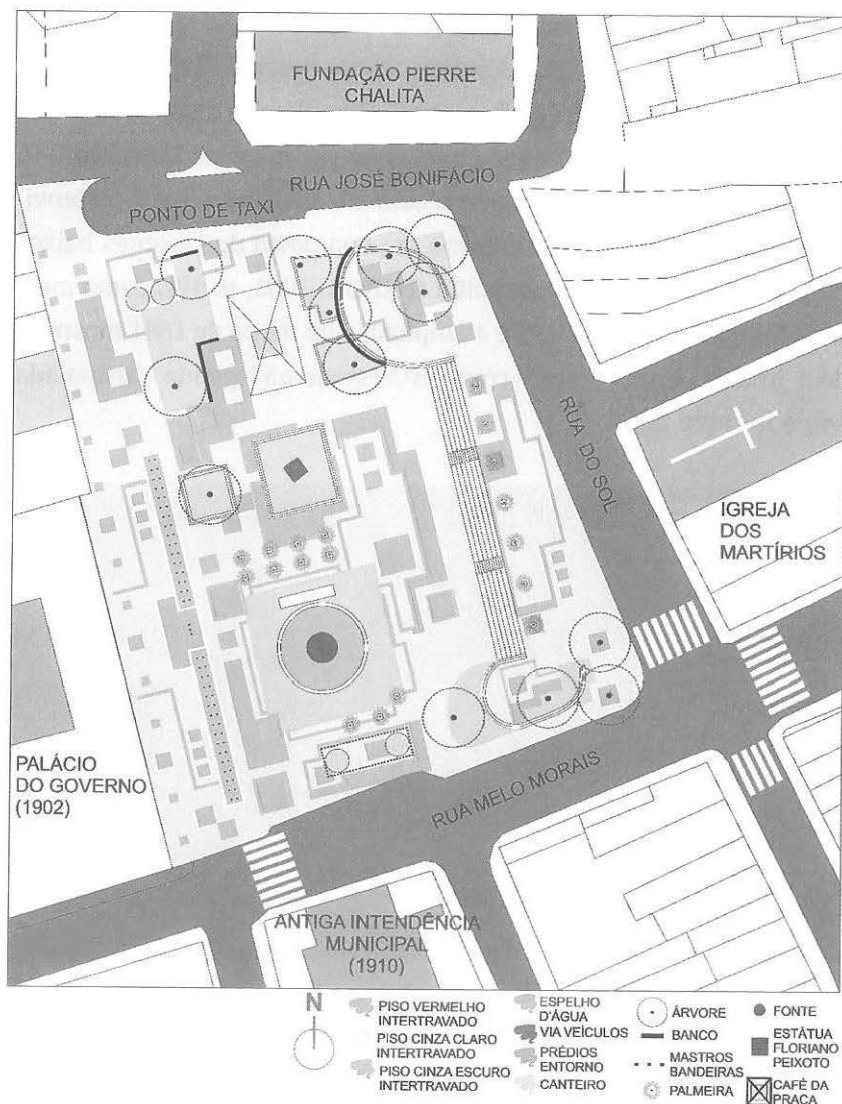 FUNDAÇÃO PIERRE
CHALITA
RUA JOSÉ BONIFÁCIO
PONTO DE TAXI
RUA DO SOL
IGREJA
DOS
MARTÍRIOS
PALÁCIO
DO GOVERNO
(1902)
RUA MELO MORAIS
ANTIGA INTENDÊNCIA
MUNICIPAL
(1910)
N
PISO VERMELHO
INTERTRAVADO
PISO CINZA CLARO
INTERTRAVADO
PISO CINZA ESCURO
INTERTRAVADO
ESPELHO
D'ÁGUA
VIA VEÍCULOS
PRÉDIOS
ENTORNO
CANTEIRO
ÁRVORE
BANCO
MASTROS
BANDEIRAS
PALMEIRA
FONTE
ESTÁTUA
FLORIANO
PEIXOTO
CAFÉ DA
PRAÇA